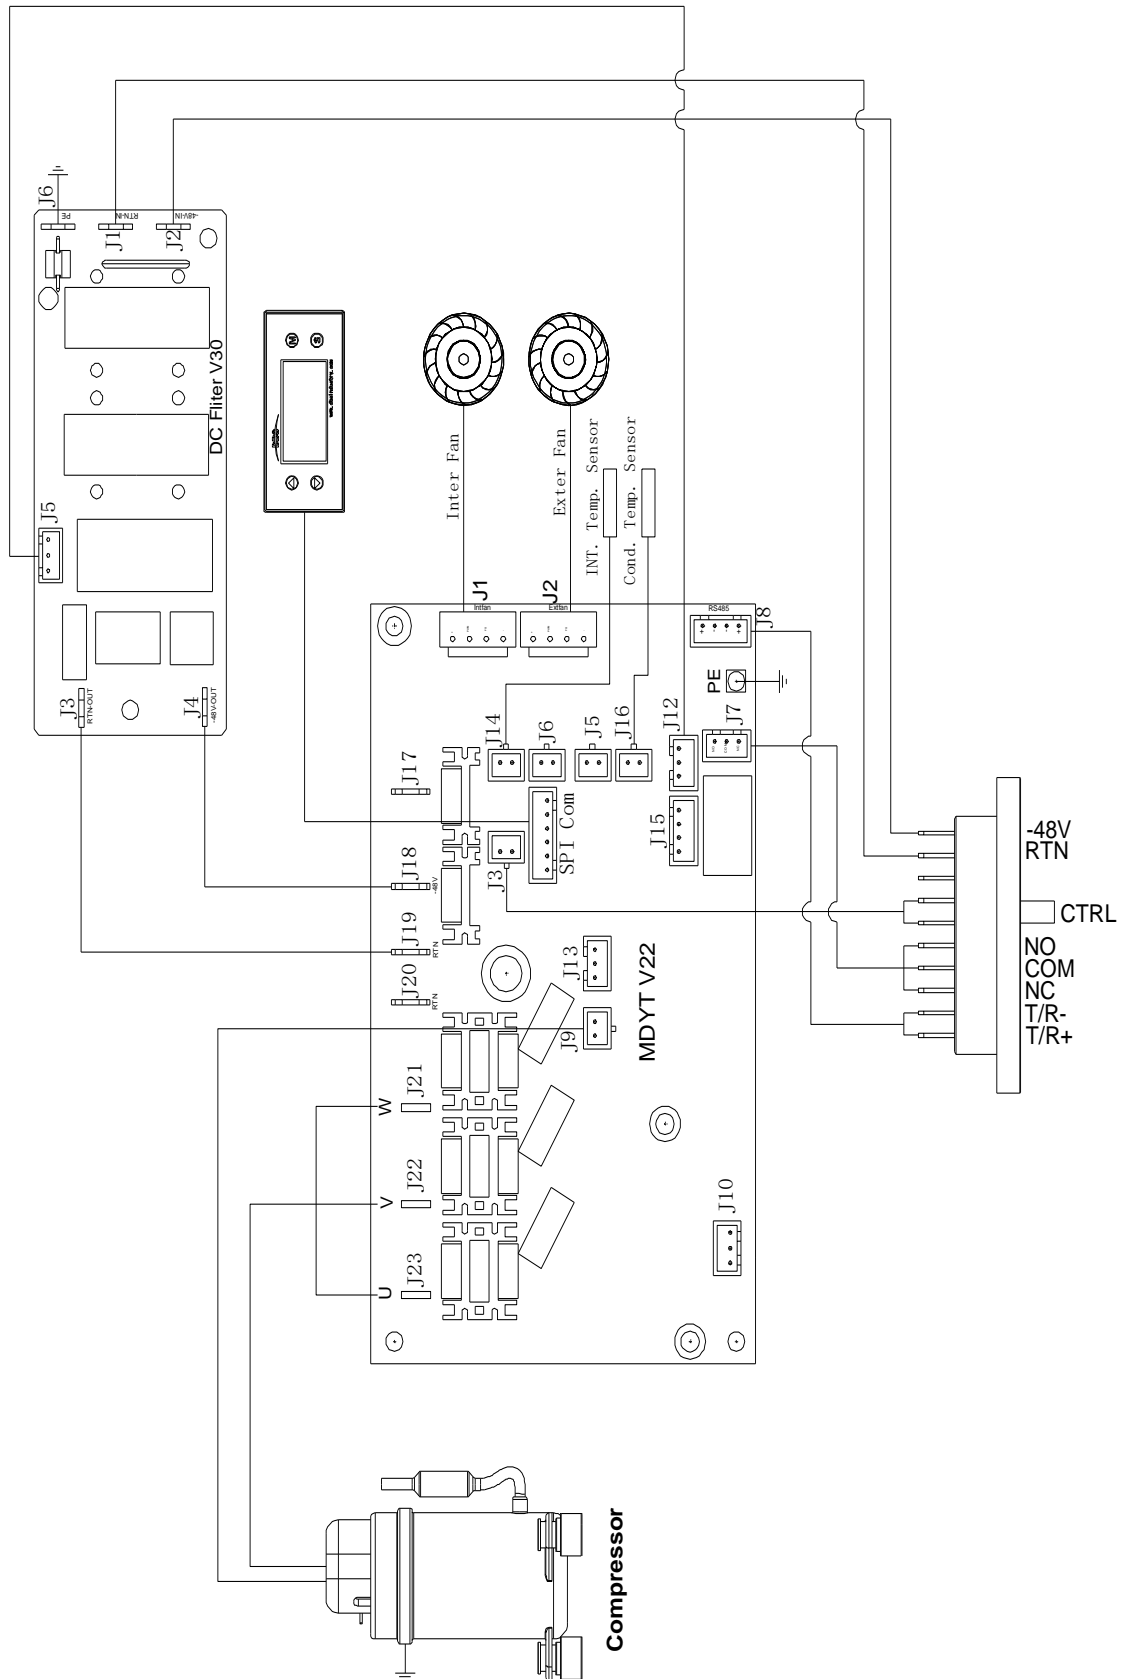 J6
PE
J1
RTN-IN
J2
-48V-IN
DC Fliter V30
J5
J3
RTN-OUT
J4
-48V-OUT
M
S
Inter Fan
Exter Fan
INT. Temp. Sensor
Cond. Temp. Sensor
J1
Intfan
J2
Extfan
RS485
J8
PE
J14
J6
J5
J16
J12
J7
J17
J18
-48V
J19
RTN
J20
RTN
J3
SPI Com
J15
J13
J9
MDYT V22
W
J21
V
J22
U
J23
J10
-48V
RTN
CTRL
NO
COM
NC
T/R-
T/R+
Compressor